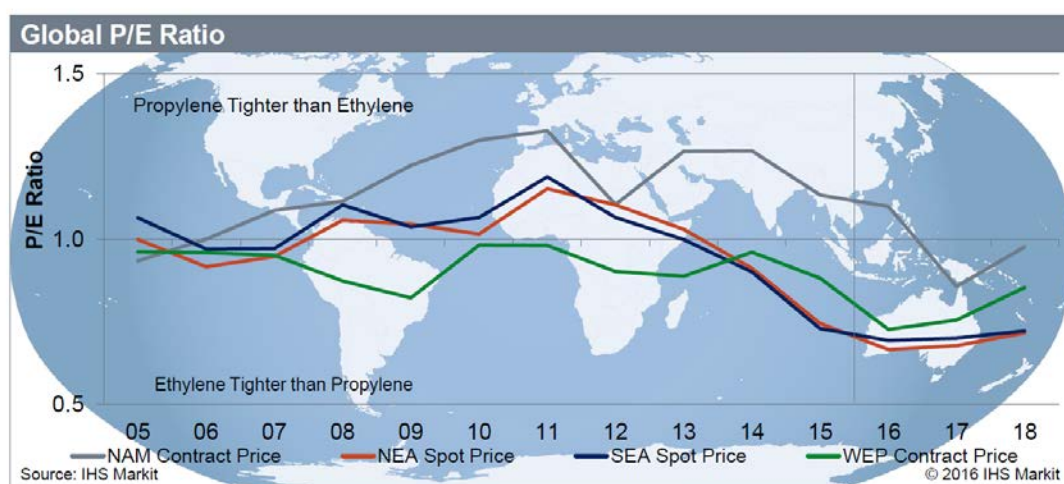 Global P/E Ratio
1.5
Propylene Tighter than Ethylene
P/E Ratio
1.0
Ethylene Tighter than Propylene
0.5
05 06 07 08 09 10 11 12 13 14 15 16 17 18
NAM Contract Price NEA Spot Price SEA Spot Price WEP Contract Price
Source: IHS Markit © 2016 IHS Markit